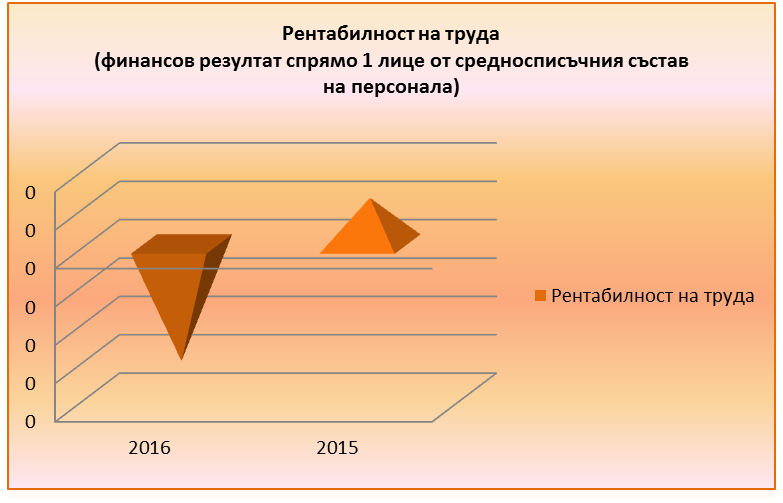 Рентабилност на труда
(финансов резултат спрямо 1 лице от средносписъчния състав
на персонала)
0
0
0
0
0
0
0
2016 2015
Рентабилност на труда